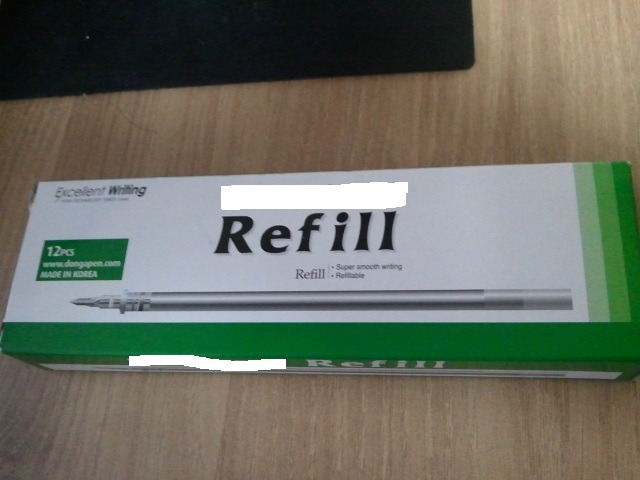 Excellent Writing
Refill
12PCS
www.dongapen.com
MADE IN KOREA
Refill
• Super smooth writing
• Refillable
Refill